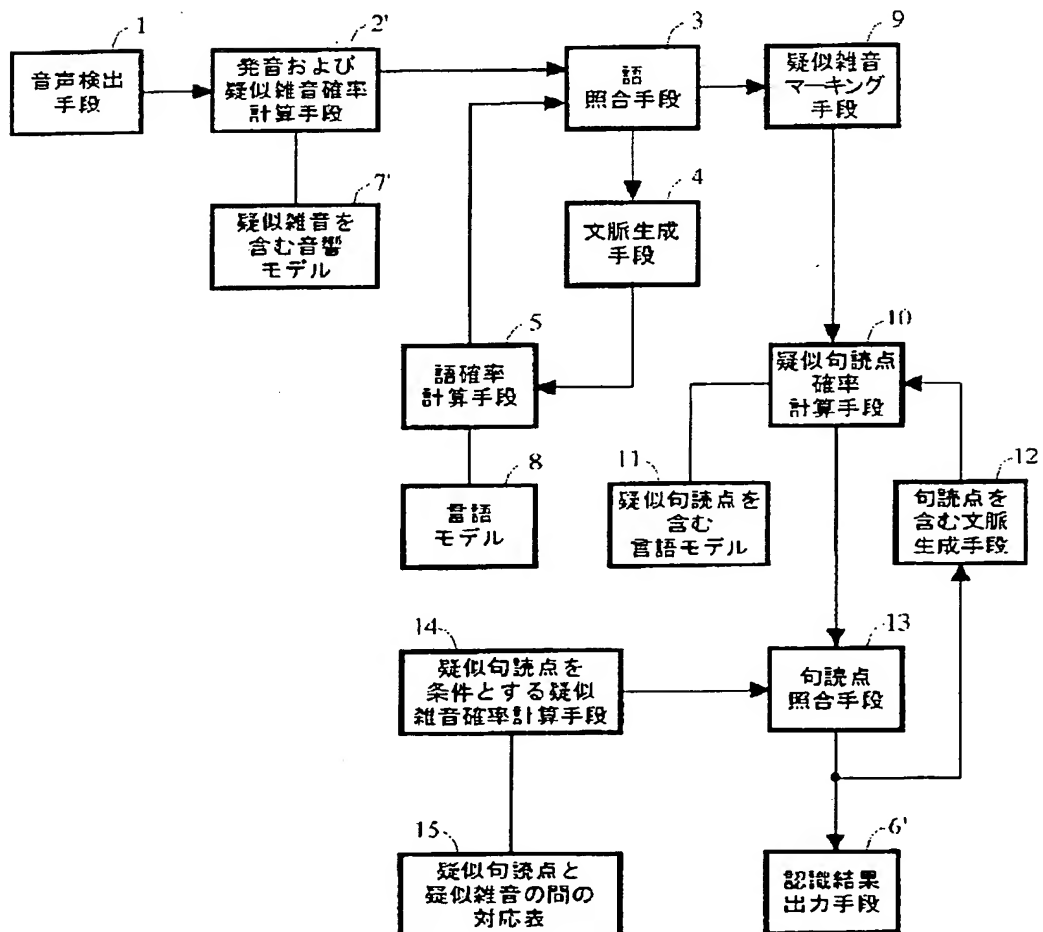 1
音声検出
手段
2'
発音および
疑似雑音確率
計算手段
3
語
照合手段
9
疑似雑音
マーキング
手段
7'
疑似雑音を
含む音響
モデル
4
文脈生成
手段
5
語確率
計算手段
10
疑似句読点
確率
計算手段
8
言語
モデル
11
疑似句読点を
含む
言語モデル
12
句読点を
含む文脈
生成手段
14
疑似句読点を
条件とする疑似
雑音確率計算手段
13
句読点
照合手段
15
疑似句読点と
疑似雑音の間の
対応表
6'
認識結果
出力手段